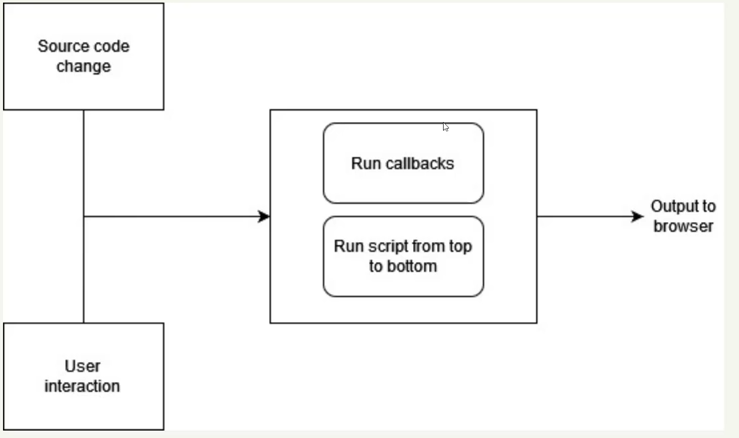 Source code
change
Run callbacks
Run script from top
to bottom
Output to
browser
User
interaction